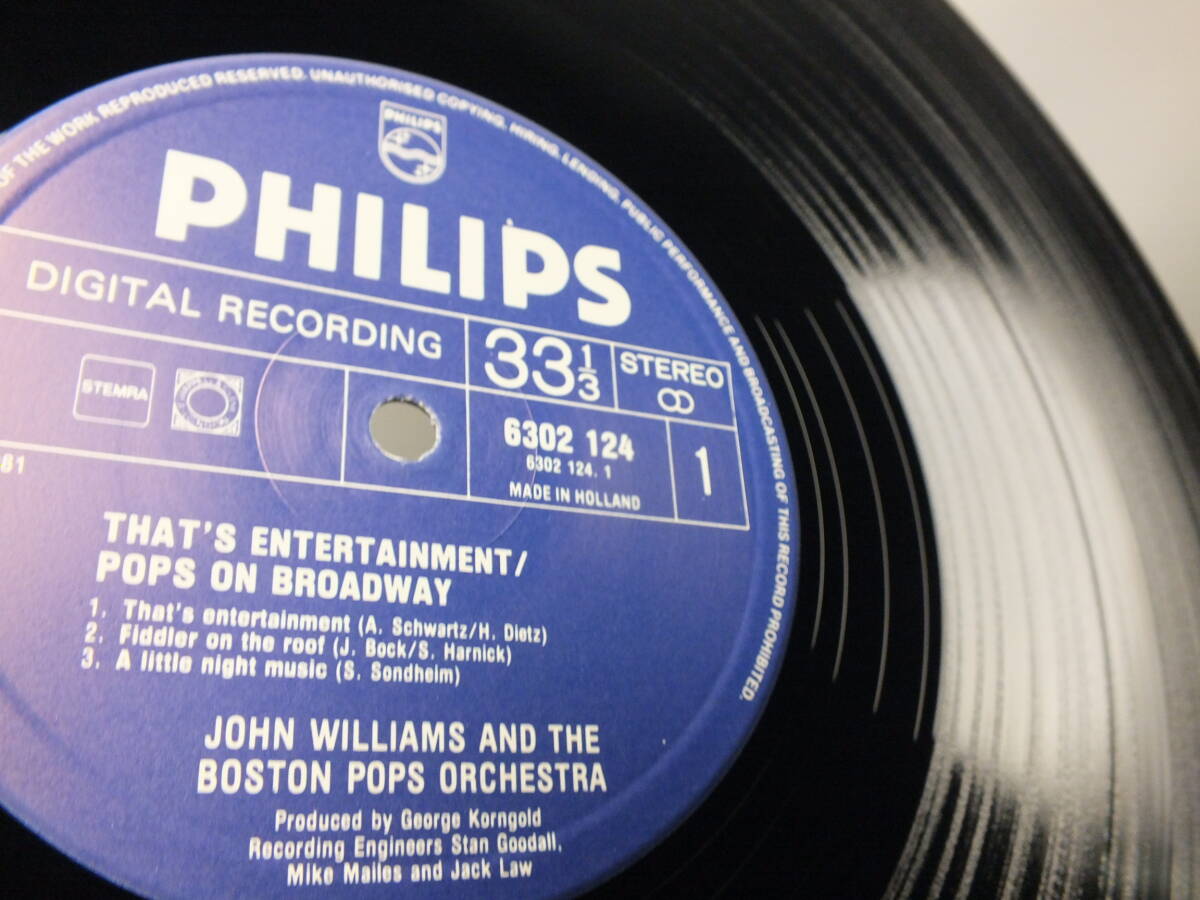 OF THE WORK REPRODUCED RESERVED. UNAUTHORISED COPYING, HIRING, LENDING, PUBLIC PERFORMANCE AND BROADCASTING OF THIS RECORD PROHIBITED.
PHILIPS
PHILIPS
DIGITAL RECORDING
33 1/3
STEREO
STEMRA
6302 124
6302 124. 1
MADE IN HOLLAND
1
81
THAT'S ENTERTAINMENT/
POPS ON BROADWAY
1. That's entertainment (A. Schwartz/H. Dietz)
2. Fiddler on the roof (J. Bock/S. Harnick)
3. A little night music (S. Sondheim)
JOHN WILLIAMS AND THE
BOSTON POPS ORCHESTRA
Produced by George Korngold
Recording Engineers Stan Goodall,
Mike Mailes and Jack Law